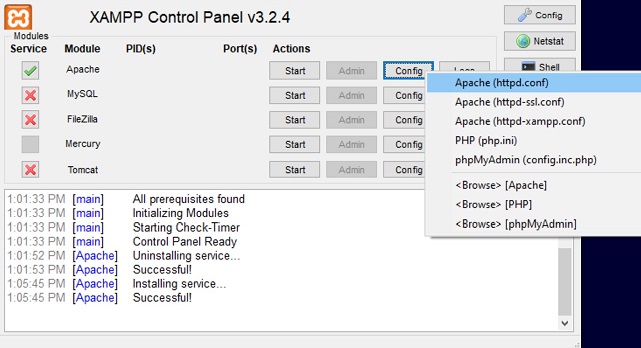 XAMPP Control Panel v3.2.4
Config
Netstat
Shell
Modules
Service Module PID(s) Port(s) Actions
Apache Start Admin Config Logs
MySQL Start Admin Config
FileZilla Start Admin Config
Mercury Start Admin Config
Tomcat Start Admin Config
Apache (httpd.conf)
Apache (httpd-ssl.conf)
Apache (httpd-xampp.conf)
PHP (php.ini)
phpMyAdmin (config.inc.php)
<Browse> [Apache]
<Browse> [PHP]
<Browse> [phpMyAdmin]
1:01:33 PM [main] All prerequisites found
1:01:33 PM [main] Initializing Modules
1:01:33 PM [main] Starting Check-Timer
1:01:33 PM [main] Control Panel Ready
1:01:52 PM [Apache] Uninstalling service...
1:01:53 PM [Apache] Successful!
1:05:45 PM [Apache] Installing service...
1:05:45 PM [Apache] Successful!